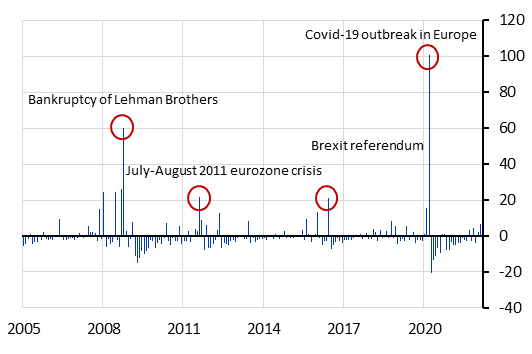 120
Covid-19 outbreak in Europe
100
80
Bankruptcy of Lehman Brothers
60
Brexit referendum
40
July-August 2011 eurozone crisis
20
0
-20
-40
2005 2008 2011 2014 2017 2020